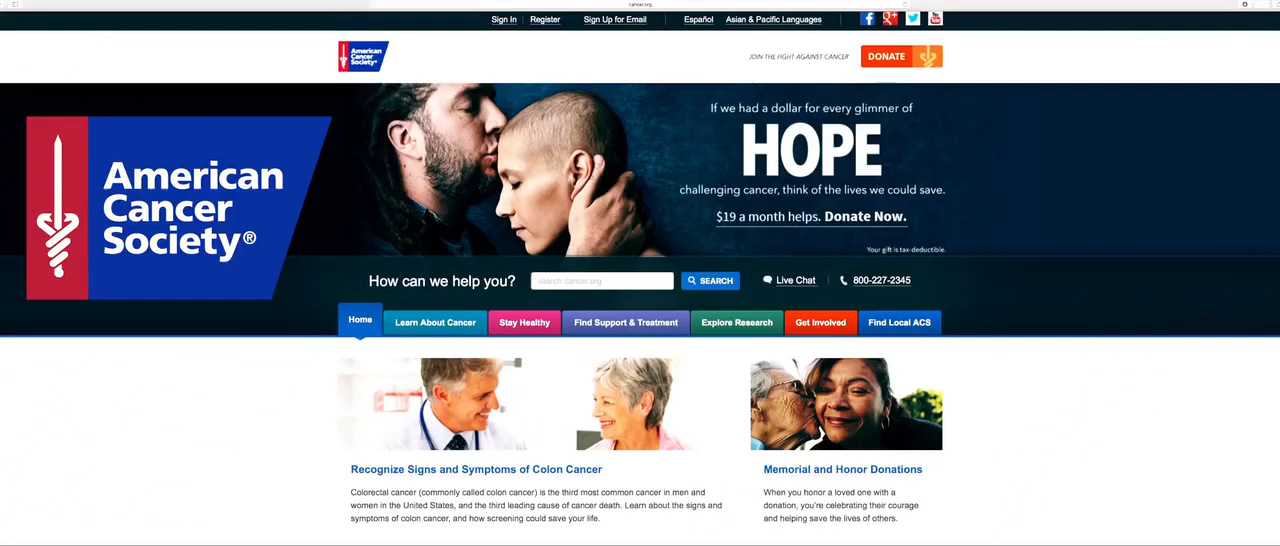 cancer.org
Sign In
Register
Sign Up for Email
Español
Asian & Pacific Languages
American
Cancer
Society®
JOIN THE FIGHT AGAINST CANCER
DONATE
If we had a dollar for every glimmer of
HOPE
challenging cancer, think of the lives we could save.
$19 a month helps. Donate Now.
Your gift is tax-deductible.
American
Cancer
Society®
How can we help you?
search cancer.org
SEARCH
Live Chat
800-227-2345
Home
Learn About Cancer
Stay Healthy
Find Support & Treatment
Explore Research
Get Involved
Find Local ACS
Recognize Signs and Symptoms of Colon Cancer
Colorectal cancer (commonly called colon cancer) is the third most common cancer in men and
women in the United States, and the third leading cause of cancer death. Learn about the signs and
symptoms of colon cancer, and how screening could save your life.
Memorial and Honor Donations
When you honor a loved one with a
donation, you're celebrating their courage
and helping save the lives of others.